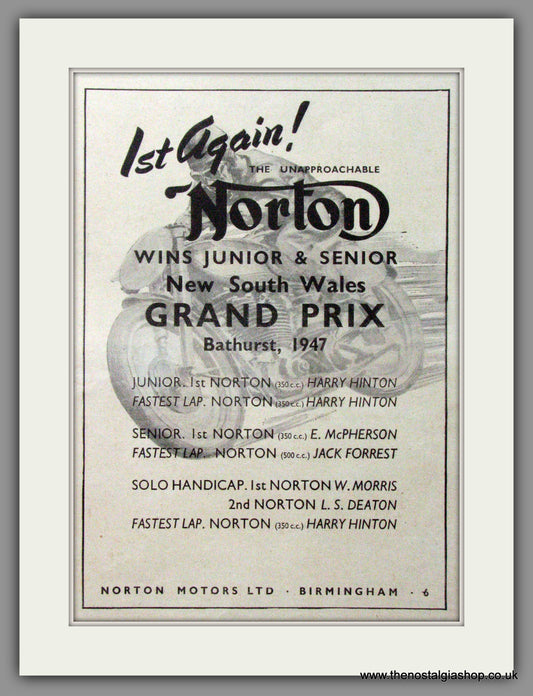 1st Again!
THE UNAPPROACHABLE
Norton
WINS JUNIOR & SENIOR
New South Wales
GRAND PRIX
Bathurst, 1947
JUNIOR. 1st NORTON (350 c.c.) HARRY HINTON
FASTEST LAP. NORTON (350 c.c.) HARRY HINTON
SENIOR. 1st NORTON (350 c.c.) E. McPHERSON
FASTEST LAP. NORTON (500 c.c.) JACK FORREST
SOLO HANDICAP. 1st NORTON W. MORRIS
2nd NORTON L. S. DEATON
FASTEST LAP. NORTON (350 c.c.) HARRY HINTON
NORTON MOTORS LTD · BIRMINGHAM · 6
www.thenostalgiashop.co.uk